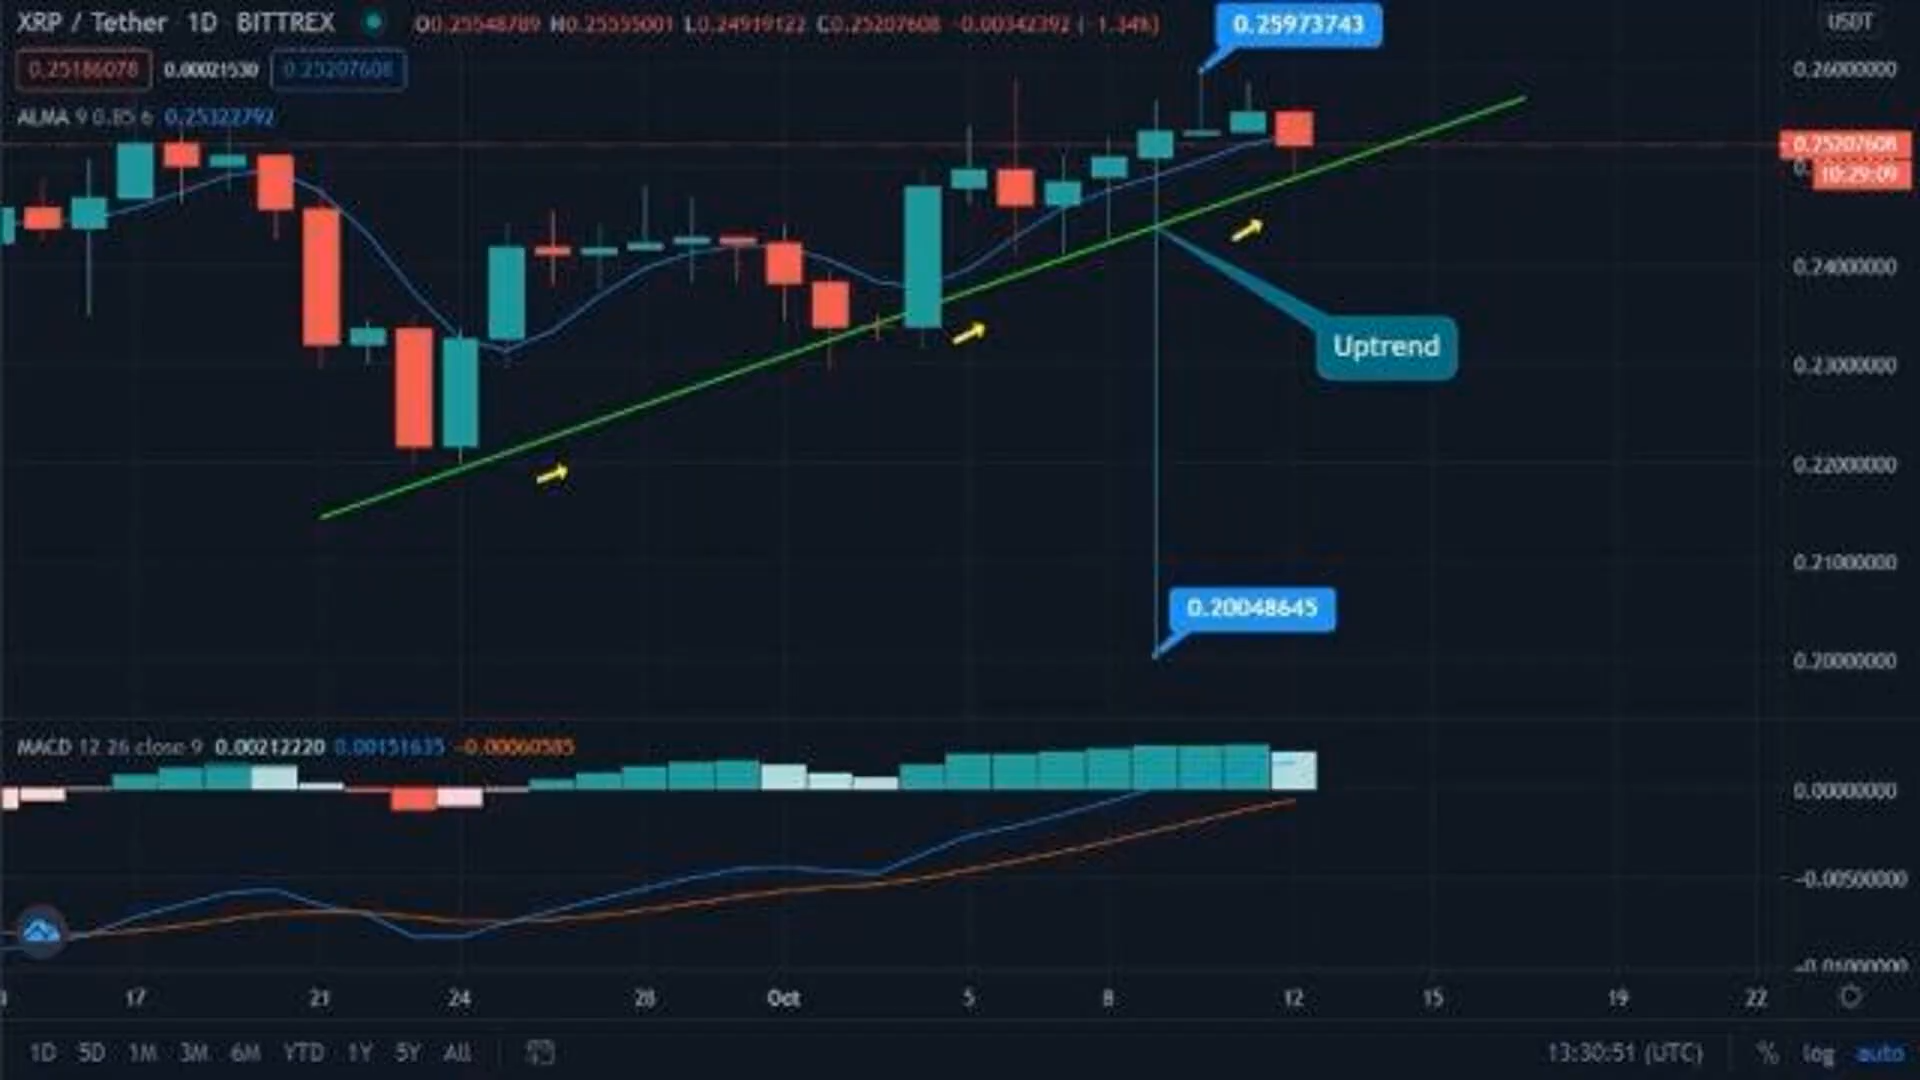 XRP / Tether 1D BITTREX O0.25548789 H0.25555001 L0.24919122 C0.25207608 -0.00342392 (-1.34%)
0.25973743
USDT
0.25186078 0.00021530 0.25207608
0.26000000
ALMA 9 0.85 6 0.25322792
0.25207608
10:29:09
0.24000000
Uptrend
0.23000000
0.22000000
0.21000000
0.20048645
0.20000000
MACD 12 26 close 9 0.00212220 0.00151635 -0.00060585
0.00000000
-0.00500000
-0.01000000
17 21 24 28 Oct 5 8 12 15 19 22
1D 5D 1M 3M 6M YTD 1Y 5Y All 13:30:51 (UTC) % log auto